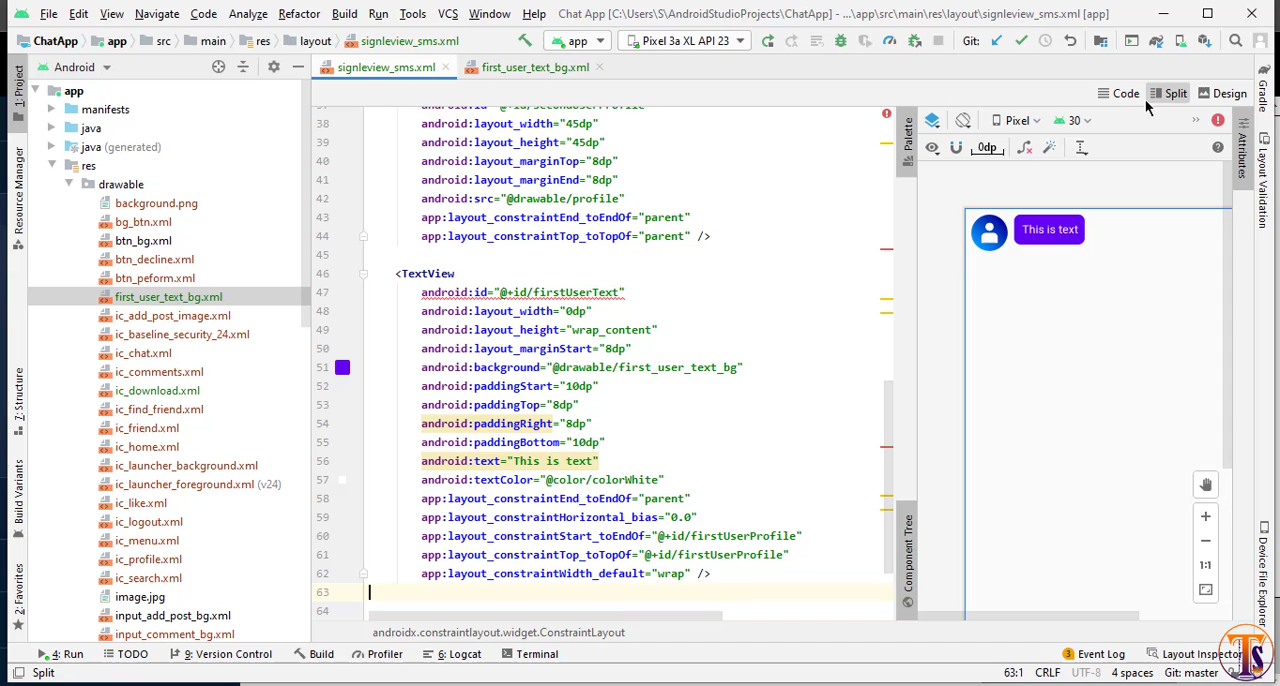 File Edit View Navigate Code Analyze Refactor Build Run Tools VCS Window Help Chat App [C:\Users\S\AndroidStudioProjects\ChatApp] - ...\app\src\main\res\layout\signleview_sms.xml [app]
ChatApp app src main res layout signleview_sms.xml app Pixel 3a XL API 23 Git:
Android signleview_sms.xml first_user_text_bg.xml
Code Split Design
app
manifests
java
java (generated)
res
drawable
background.png
bg_btn.xml
btn_bg.xml
btn_decline.xml
btn_peform.xml
first_user_text_bg.xml
ic_add_post_image.xml
ic_baseline_security_24.xml
ic_chat.xml
ic_comments.xml
ic_download.xml
ic_find_friend.xml
ic_friend.xml
ic_home.xml
ic_launcher_background.xml
ic_launcher_foreground.xml (v24)
ic_like.xml
ic_logout.xml
ic_menu.xml
ic_profile.xml
ic_search.xml
image.jpg
input_add_post_bg.xml
input_comment_bg.xml
37 android:id="@+id/secondUserProfile"
38 android:layout_width="45dp"
39 android:layout_height="45dp"
40 android:layout_marginTop="8dp"
41 android:layout_marginEnd="8dp"
42 android:src="@drawable/profile"
43 app:layout_constraintEnd_toEndOf="parent"
44 app:layout_constraintTop_toTopOf="parent" />
45
46 <TextView
47 android:id="@+id/firstUserText"
48 android:layout_width="0dp"
49 android:layout_height="wrap_content"
50 android:layout_marginStart="8dp"
51 android:background="@drawable/first_user_text_bg"
52 android:paddingStart="10dp"
53 android:paddingTop="8dp"
54 android:paddingRight="8dp"
55 android:paddingBottom="10dp"
56 android:text="This is text"
57 android:textColor="@color/colorWhite"
58 app:layout_constraintEnd_toEndOf="parent"
59 app:layout_constraintHorizontal_bias="0.0"
60 app:layout_constraintStart_toEndOf="@+id/firstUserProfile"
61 app:layout_constraintTop_toTopOf="@+id/firstUserProfile"
62 app:layout_constraintWidth_default="wrap" />
63
64
androidx.constraintlayout.widget.ConstraintLayout
Palette
Component Tree
Pixel 30
0dp
This is text
1:1
Attributes
Gradle
Layout Validation
Device File Explorer
1: Project
Resource Manager
7: Structure
Build Variants
2: Favorites
4: Run TODO 9: Version Control Build Profiler 6: Logcat Terminal 3 Event Log Layout Inspector
Split 63:1 CRLF UTF-8 4 spaces Git: master
TS